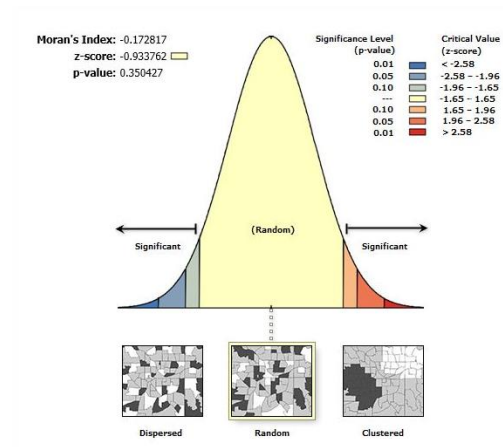 Moran's Index: -0.172817
z-score: -0.933762
p-value: 0.350427
Significance Level
(p-value)
Critical Value
(z-score)
0.01 < -2.58
0.05 -2.58 – -1.96
0.10 -1.96 – -1.65
--- -1.65 – 1.65
0.10 1.65 – 1.96
0.05 1.96 – 2.58
0.01 > 2.58
Significant
(Random)
Significant
Dispersed
Random
Clustered